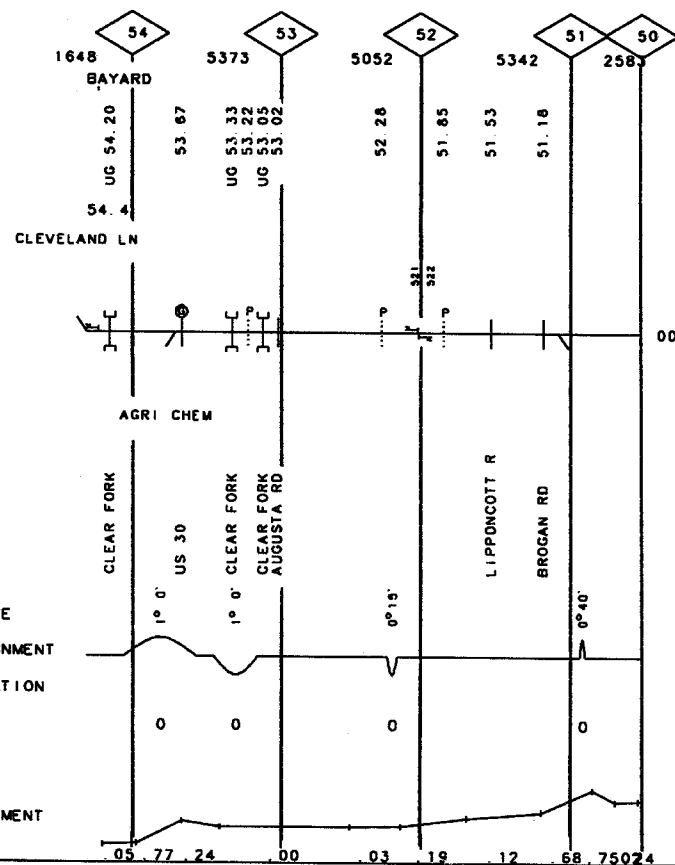 54 53 52 51 50
1648 5373 5052 5342 2583
BAYARD
UG 54.20
53.67
UG 53.33
53.22
UG 53.05
53.02
52.28
51.85
51.53
51.18
54.4
CLEVELAND LN
521
522
P P P
00
AGRI CHEM
CLEAR FORK
US 30
CLEAR FORK
CLEAR FORK
AUGUSTA RD
LIPPONCOTT R
BROGAN RD
1° 0' 1° 0' 0°15' 0°40'
E
NMENT
TION
0 0 0 0
MENT
.05 .77 .24 .00 .03 .19 .12 .68 .75024